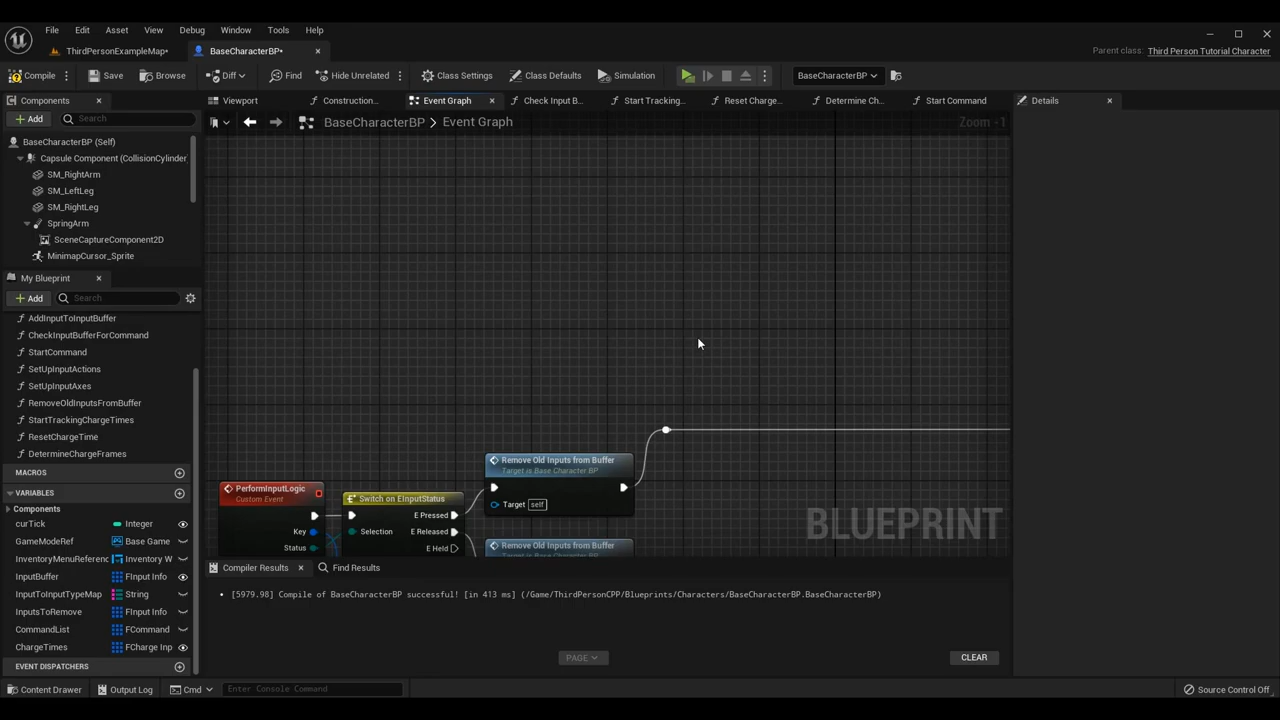 File Edit Asset View Debug Window Tools Help
ThirdPersonExampleMap*
BaseCharacterBP*
Parent class: Third Person Tutorial Character
Compile Save Browse Diff Find Hide Unrelated Class Settings Class Defaults Simulation BaseCharacterBP
Components
Add Search
BaseCharacterBP (Self)
Capsule Component (CollisionCylinder
SM_RightArm
SM_LeftLeg
SM_RightLeg
SpringArm
SceneCaptureComponent2D
MinimapCursor_Sprite
My Blueprint
Add Search
AddInputToInputBuffer
CheckInputBufferForCommand
StartCommand
SetUpInputActions
SetUpInputAxes
RemoveOldInputsFromBuffer
StartTrackingChargeTimes
ResetChargeTime
DetermineChargeFrames
MACROS
VARIABLES
Components
curTick Integer
GameModeRef Base Game
InventoryMenuReferenc Inventory W
InputBuffer FInput Info
InputToInputTypeMap String
InputsToRemove FInput Info
CommandList FCommand
ChargeTimes FCharge Inp
EVENT DISPATCHERS
Viewport Construction... Event Graph Check Input B... Start Tracking... Reset Charge... Determine Ch... Start Command
BaseCharacterBP > Event Graph
Zoom -1
Remove Old Inputs from Buffer
Target is Base Character BP
Target self
PerformInputLogic
Custom Event
Key
Status
Switch on EInputStatus
E Pressed
Selection E Released
E Held
Remove Old Inputs from Buffer
BLUEPRINT
Details
Compiler Results Find Results
[5979.98] Compile of BaseCharacterBP successful! [in 413 ms] (/Game/ThirdPersonCPP/Blueprints/Characters/BaseCharacterBP.BaseCharacterBP)
PAGE
CLEAR
Content Drawer Output Log Cmd Enter Console Command Source Control Off